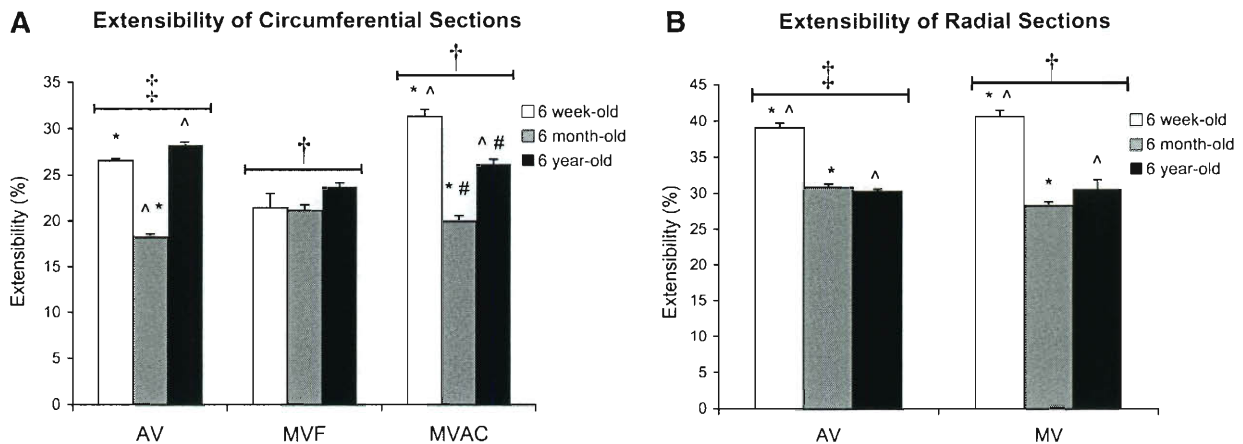 A Extensibility of Circumferential Sections
Extensibility (%)
35
30
25
20
15
10
5
0
‡
* ^ * ^
†
†
* ^ * # ^ #
6 week-old
6 month-old
6 year-old
AV MVF MVAC
B Extensibility of Radial Sections
Extensibility (%)
45
40
35
30
25
20
15
10
5
0
‡
* ^ * ^
†
* ^ * ^
6 week-old
6 month-old
6 year-old
AV MV